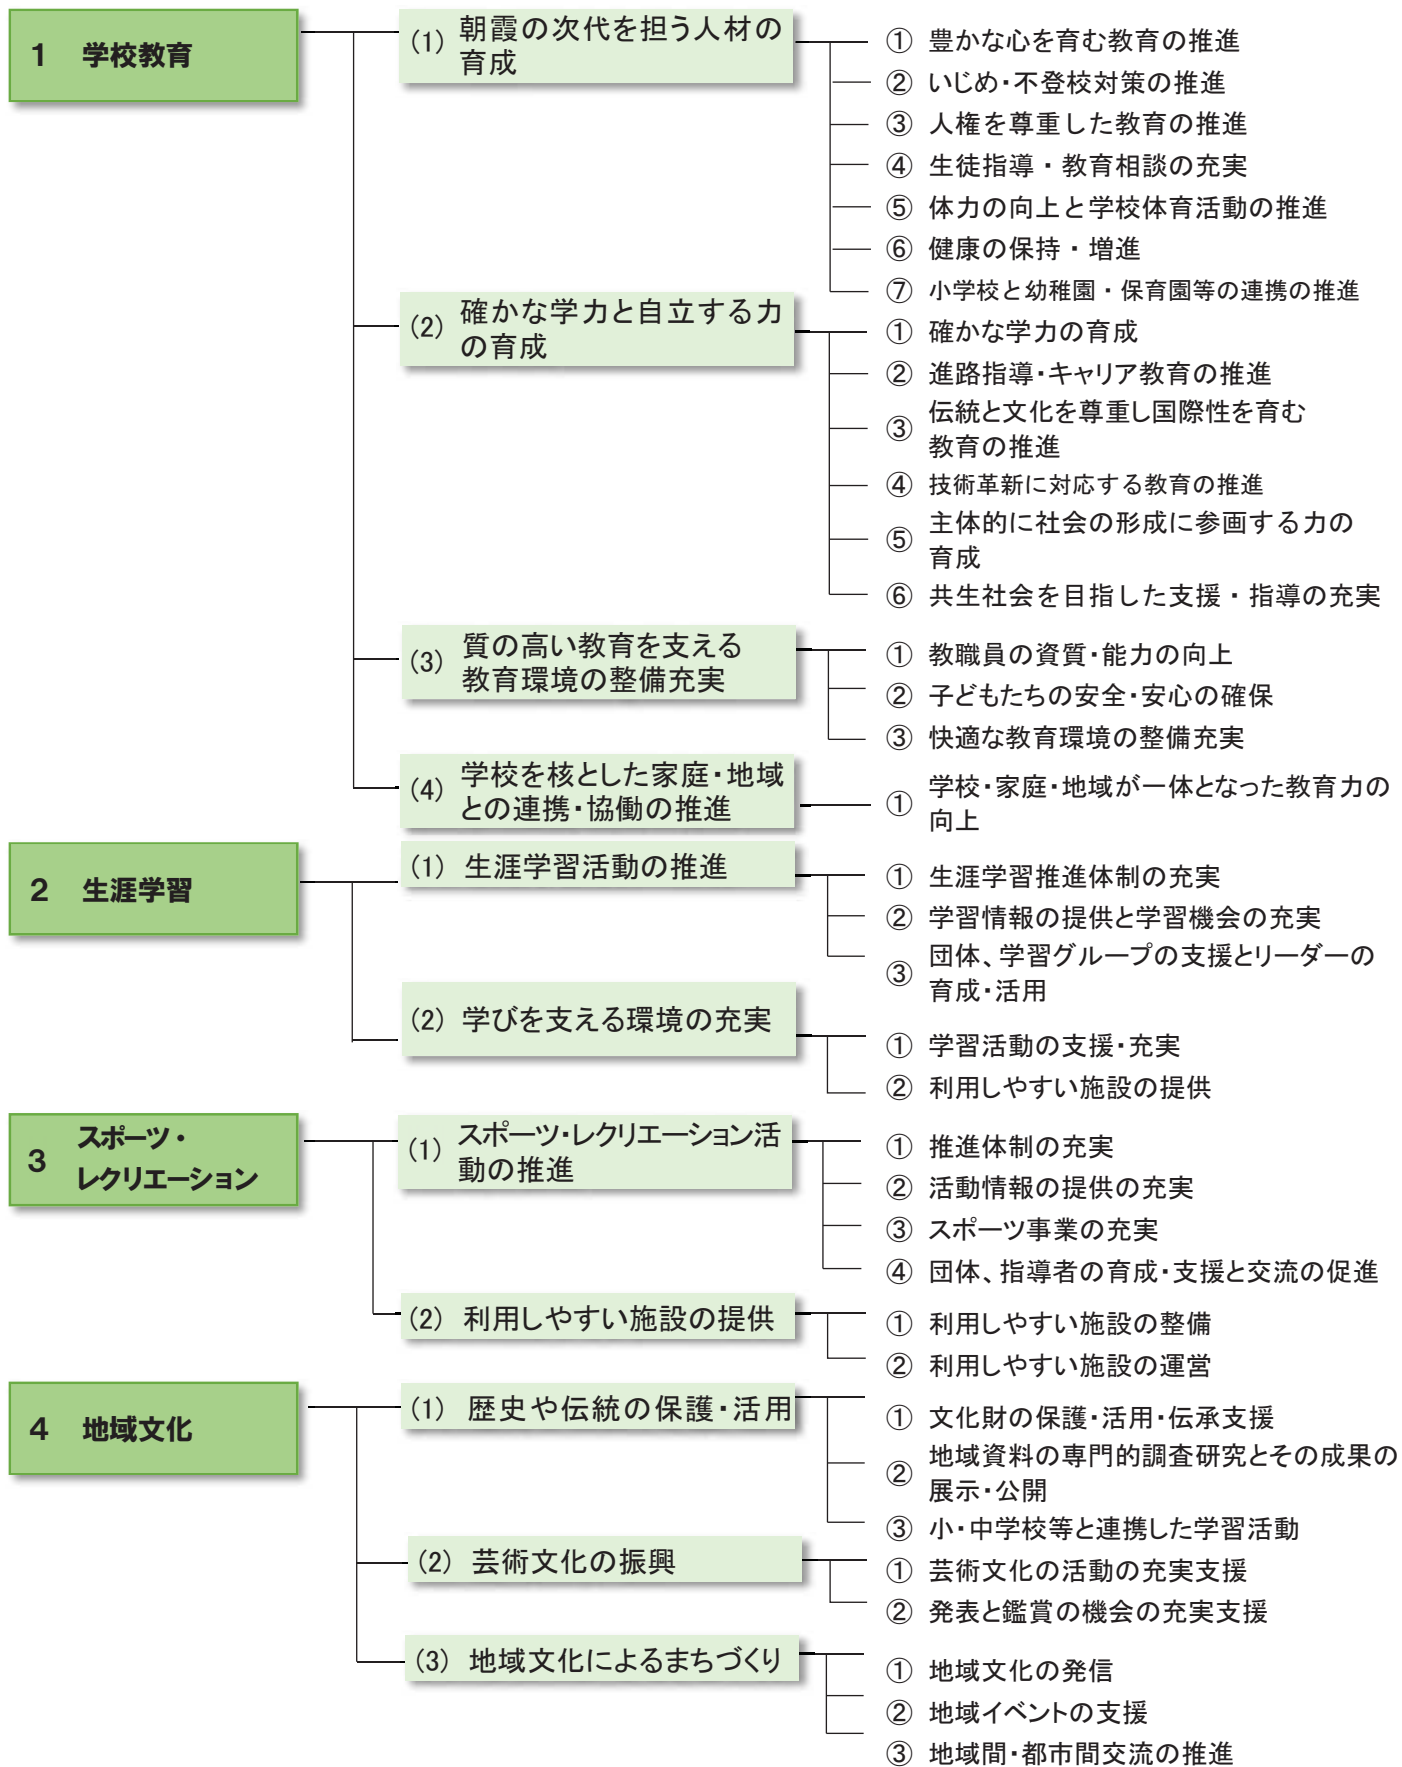 1 学校教育
(1) 朝霞の次代を担う人材の
育成
① 豊かな心を育む教育の推進
② いじめ・不登校対策の推進
③ 人権を尊重した教育の推進
④ 生徒指導・教育相談の充実
⑤ 体力の向上と学校体育活動の推進
⑥ 健康の保持・増進
⑦ 小学校と幼稚園・保育園等の連携の推進
(2) 確かな学力と自立する力
の育成
① 確かな学力の育成
② 進路指導・キャリア教育の推進
③ 伝統と文化を尊重し国際性を育む
教育の推進
④ 技術革新に対応する教育の推進
⑤ 主体的に社会の形成に参画する力の
育成
⑥ 共生社会を目指した支援・指導の充実
(3) 質の高い教育を支える
教育環境の整備充実
① 教職員の資質・能力の向上
② 子どもたちの安全・安心の確保
③ 快適な教育環境の整備充実
(4) 学校を核とした家庭・地域
との連携・協働の推進
① 学校・家庭・地域が一体となった教育力の
向上
2 生涯学習
(1) 生涯学習活動の推進
① 生涯学習推進体制の充実
② 学習情報の提供と学習機会の充実
③ 団体、学習グループの支援とリーダーの
育成・活用
(2) 学びを支える環境の充実
① 学習活動の支援・充実
② 利用しやすい施設の提供
3 スポーツ・
レクリエーション
(1) スポーツ・レクリエーション活
動の推進
① 推進体制の充実
② 活動情報の提供の充実
③ スポーツ事業の充実
④ 団体、指導者の育成・支援と交流の促進
(2) 利用しやすい施設の提供
① 利用しやすい施設の整備
② 利用しやすい施設の運営
4 地域文化
(1) 歴史や伝統の保護・活用
① 文化財の保護・活用・伝承支援
② 地域資料の専門的調査研究とその成果の
展示・公開
③ 小・中学校等と連携した学習活動
(2) 芸術文化の振興
① 芸術文化の活動の充実支援
② 発表と鑑賞の機会の充実支援
(3) 地域文化によるまちづくり
① 地域文化の発信
② 地域イベントの支援
③ 地域間・都市間交流の推進